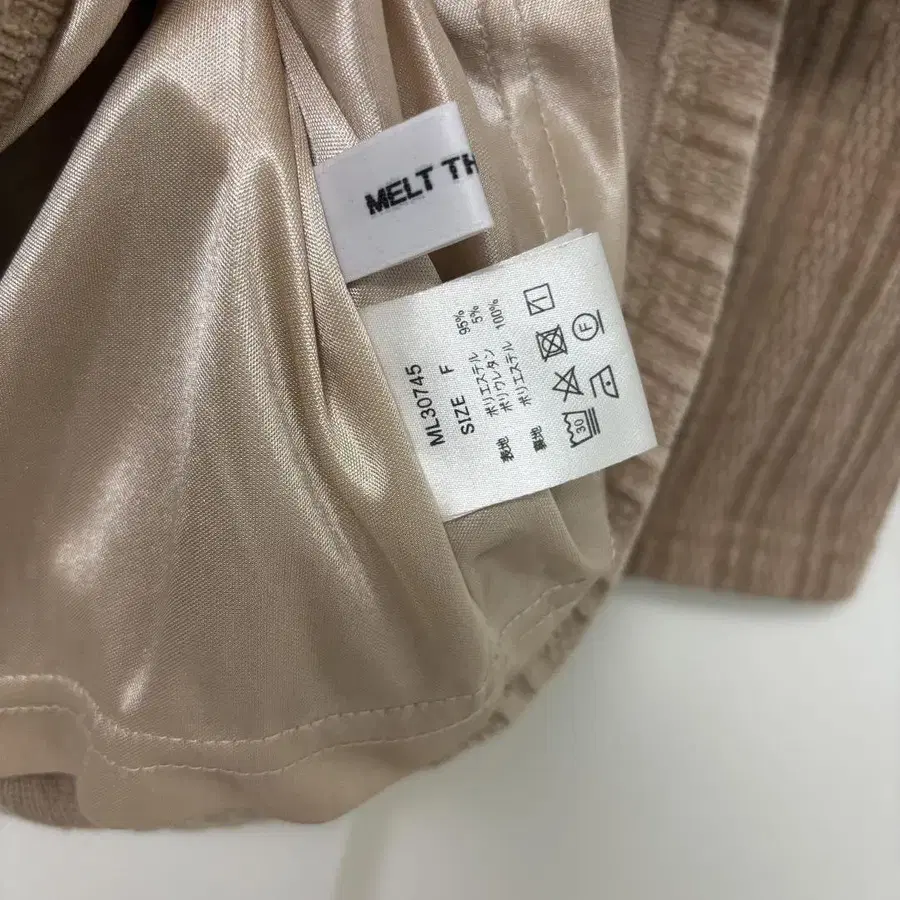 MELT TH
ML30745
SIZE F
表地 ポリエステル 95%
ポリウレタン 5%
裏地 ポリエステル 100%
30
F